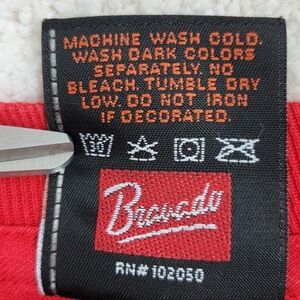 MACHINE WASH COLD.
WASH DARK COLORS
SEPARATELY. NO
BLEACH. TUMBLE DRY
LOW. DO NOT IRON
IF DECORATED.
30°
Bravado
RN# 102050